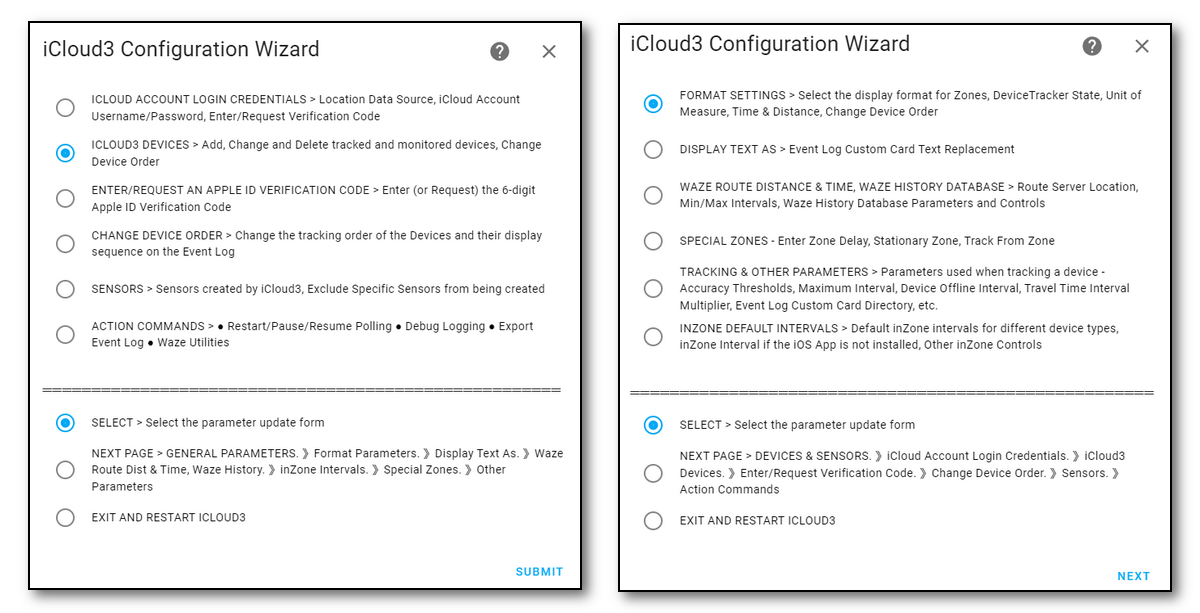 iCloud3 Configuration Wizard
ICLOUD ACCOUNT LOGIN CREDENTIALS > Location Data Source, iCloud Account
Username/Password, Enter/Request Verification Code
ICLOUD3 DEVICES > Add, Change and Delete tracked and monitored devices, Change
Device Order
ENTER/REQUEST AN APPLE ID VERIFICATION CODE > Enter (or Request) the 6-digit
Apple ID Verification Code
CHANGE DEVICE ORDER > Change the tracking order of the Devices and their display
sequence on the Event Log
SENSORS > Sensors created by iCloud3, Exclude Specific Sensors from being created
ACTION COMMANDS > ● Restart/Pause/Resume Polling ● Debug Logging ● Export
Event Log ● Waze Utilities
SELECT > Select the parameter update form
NEXT PAGE > GENERAL PARAMETERS. 》 Format Parameters. 》 Display Text As. 》 Waze
Route Dist & Time, Waze History. 》 inZone Intervals. 》 Special Zones. 》 Other
Parameters
EXIT AND RESTART ICLOUD3
SUBMIT
iCloud3 Configuration Wizard
FORMAT SETTINGS > Select the display format for Zones, DeviceTracker State, Unit of
Measure, Time & Distance, Change Device Order
DISPLAY TEXT AS > Event Log Custom Card Text Replacement
WAZE ROUTE DISTANCE & TIME, WAZE HISTORY DATABASE > Route Server Location,
Min/Max Intervals, Waze History Database Parameters and Controls
SPECIAL ZONES - Enter Zone Delay, Stationary Zone, Track From Zone
TRACKING & OTHER PARAMETERS > Parameters used when tracking a device -
Accuracy Thresholds, Maximum Interval, Device Offline Interval, Travel Time Interval
Multiplier, Event Log Custom Card Directory, etc.
INZONE DEFAULT INTERVALS > Default inZone intervals for different device types,
inZone Interval if the iOS App is not installed, Other inZone Controls
SELECT > Select the parameter update form
NEXT PAGE > DEVICES & SENSORS. 》 iCloud Account Login Credentials. 》 iCloud3
Devices. 》 Enter/Request Verification Code. 》 Change Device Order. 》 Sensors. 》
Action Commands
EXIT AND RESTART ICLOUD3
NEXT